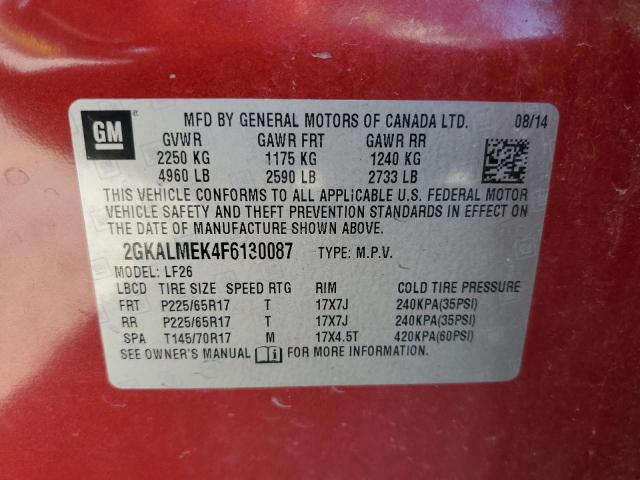 GM
MFD BY GENERAL MOTORS OF CANADA LTD. 08/14
GVWR GAWR FRT GAWR RR
2250 KG 1175 KG 1240 KG
4960 LB 2590 LB 2733 LB
THIS VEHICLE CONFORMS TO ALL APPLICABLE U.S. FEDERAL MOTOR
VEHICLE SAFETY AND THEFT PREVENTION STANDARDS IN EFFECT ON
THE DATE OF MANUFACTURE SHOWN ABOVE.
2GKALMEK4F6130087 TYPE: M.P.V.
MODEL: LF26
LBCD TIRE SIZE SPEED RTG RIM COLD TIRE PRESSURE
FRT P225/65R17 T 17X7J 240KPA(35PSI)
RR P225/65R17 T 17X7J 240KPA(35PSI)
SPA T145/70R17 M 17X4.5T 420KPA(60PSI)
SEE OWNER'S MANUAL FOR MORE INFORMATION.